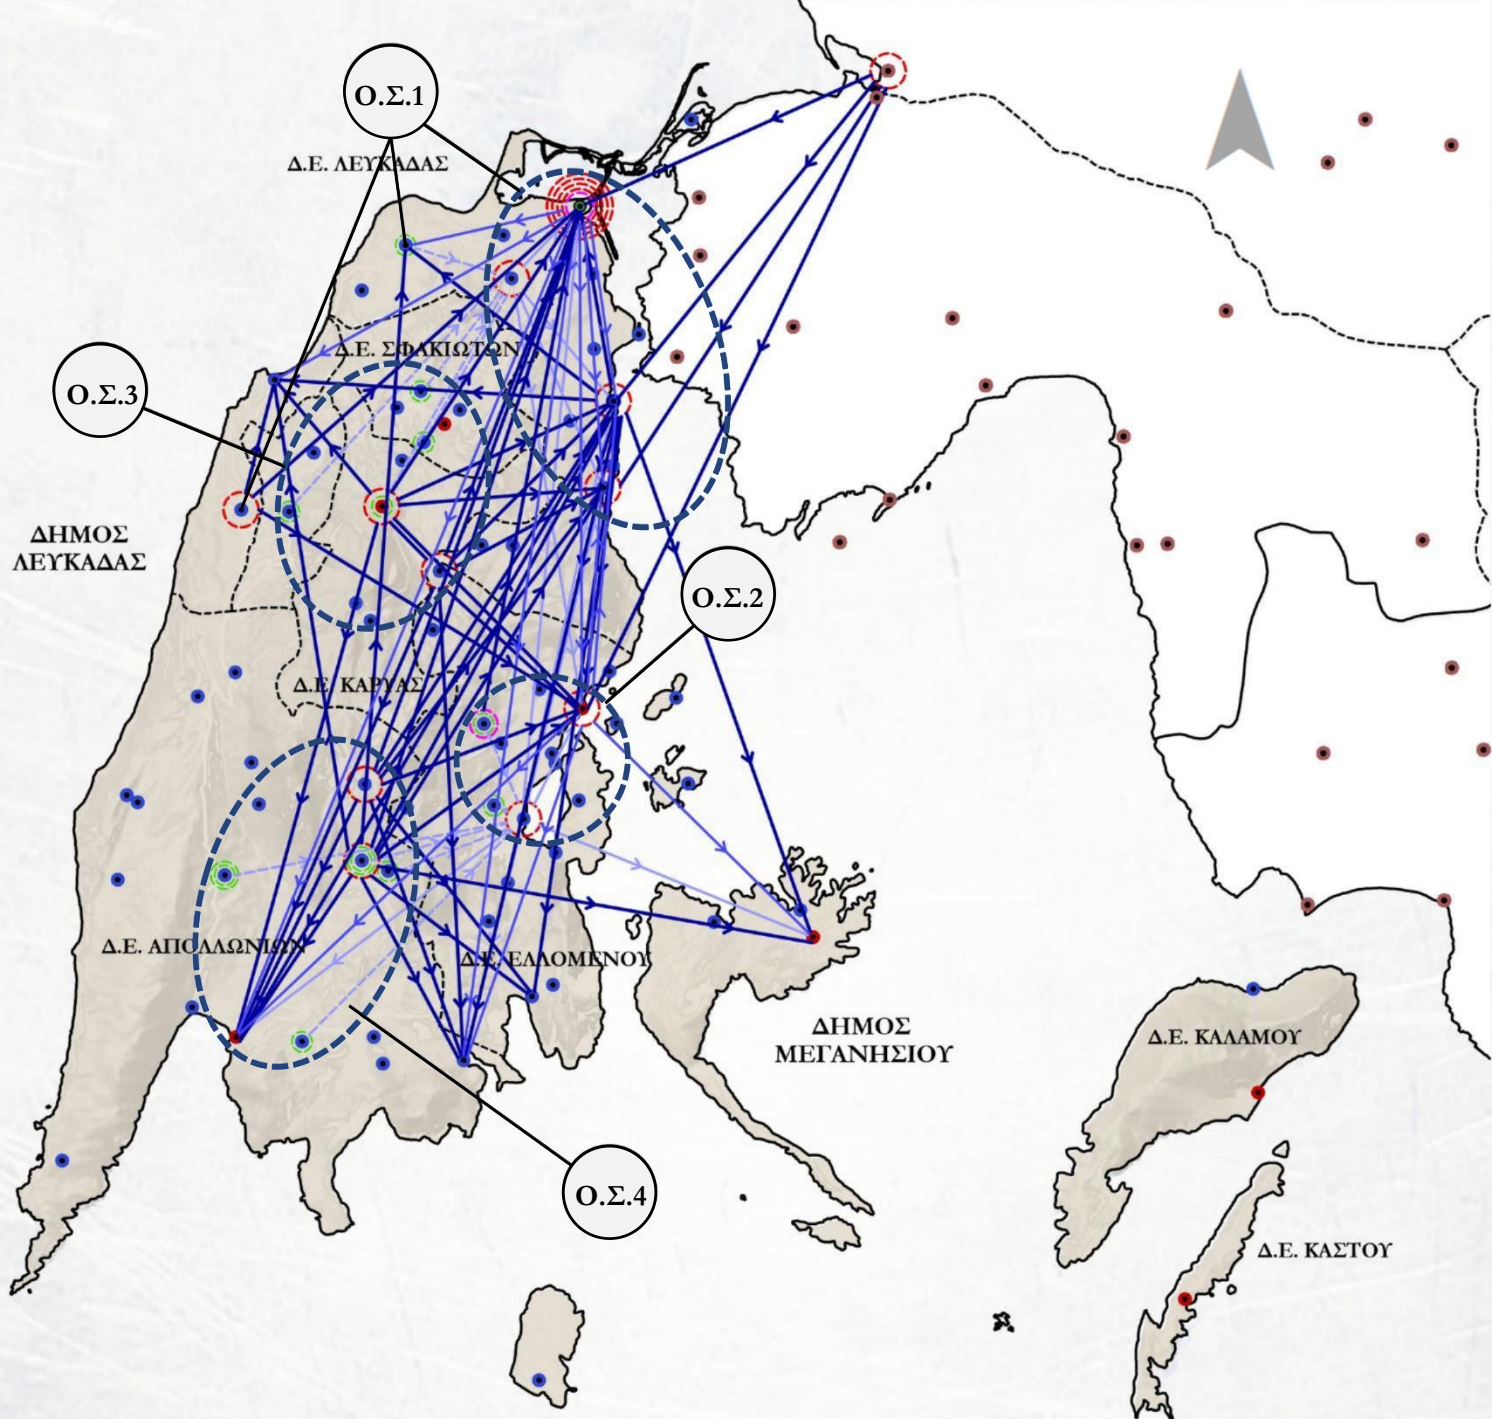 Ο.Σ.1
Δ.Ε. ΛΕΥΚΑΔΑΣ
Δ.Ε. ΣΦΑΚΙΩΤΩΝ
Ο.Σ.3
ΔΗΜΟΣ
ΛΕΥΚΑΔΑΣ
Ο.Σ.2
Δ.Ε. ΚΑΡΥΑΣ
Δ.Ε. ΑΠΟΛΛΩΝΙΩΝ
Δ.Ε. ΕΛΛΟΜΕΝΟΥ
ΔΗΜΟΣ
ΜΕΓΑΝΗΣΙΟΥ
Δ.Ε. ΚΑΛΑΜΟΥ
Ο.Σ.4
Δ.Ε. ΚΑΣΤΟΥ